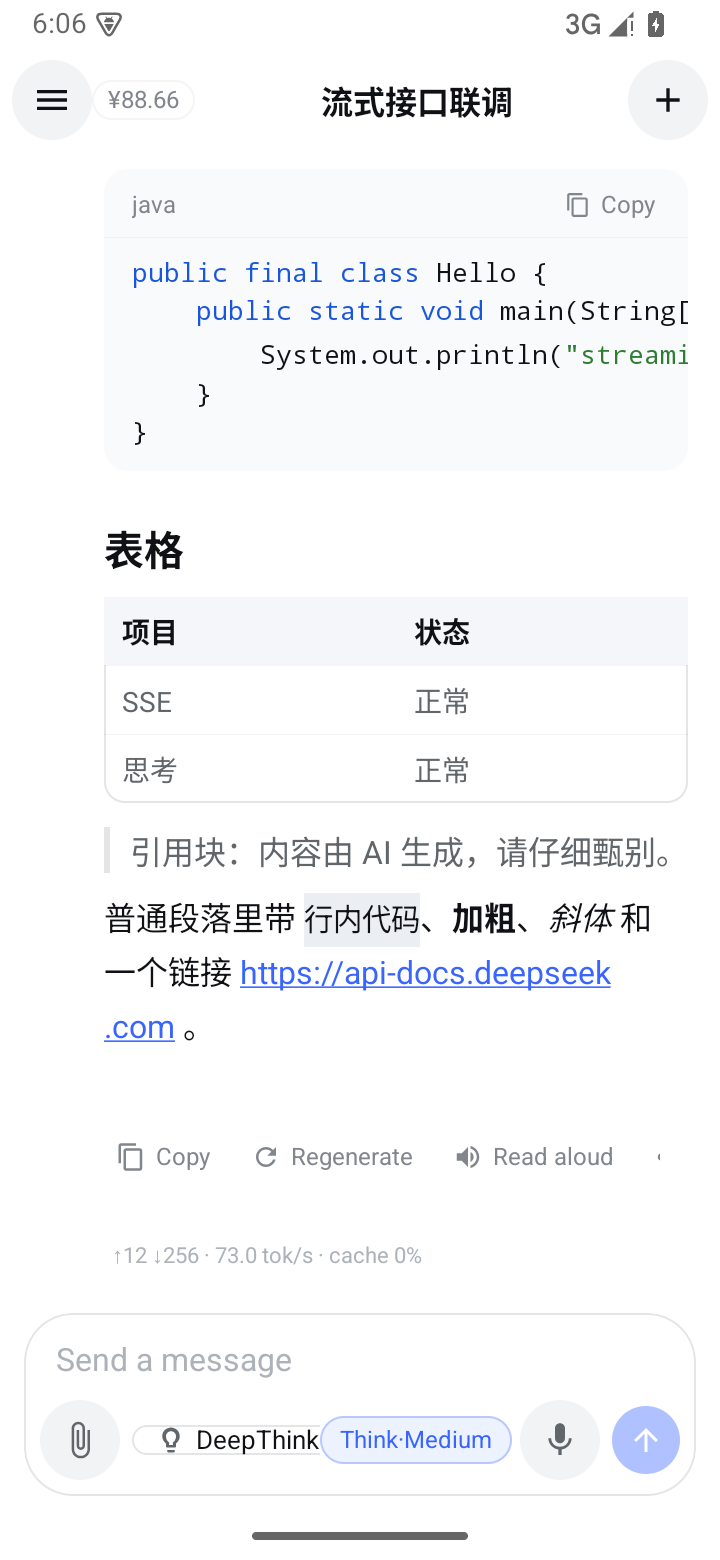 6:06
3G
¥88.66
流式接口联调
java
Copy
public final class Hello {
public static void main(String[
System.out.println("streami
}
}
表格
项目 状态
SSE 正常
思考 正常
引用块：内容由 AI 生成，请仔细甄别。
普通段落里带 行内代码、加粗、斜体 和
一个链接 https://api-docs.deepseek
.com 。
Copy Regenerate Read aloud
↑12 ↓256 · 73.0 tok/s · cache 0%
Send a message
DeepThink Think·Medium